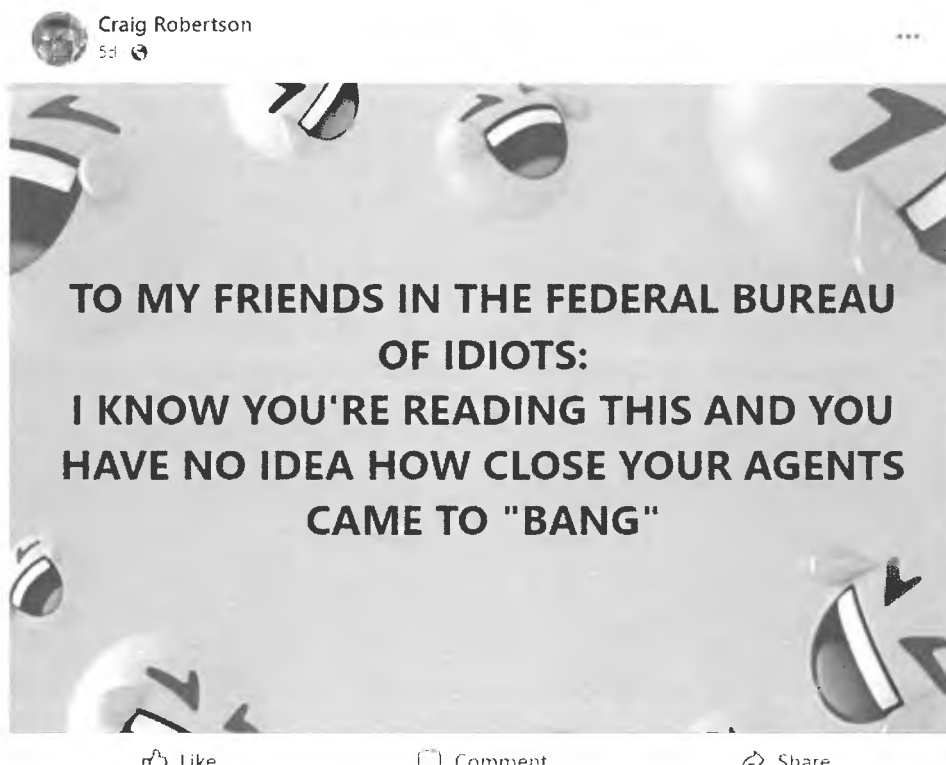 Craig Robertson
5d
TO MY FRIENDS IN THE FEDERAL BUREAU
OF IDIOTS:
I KNOW YOU'RE READING THIS AND YOU
HAVE NO IDEA HOW CLOSE YOUR AGENTS
CAME TO "BANG"
Like Comment Share